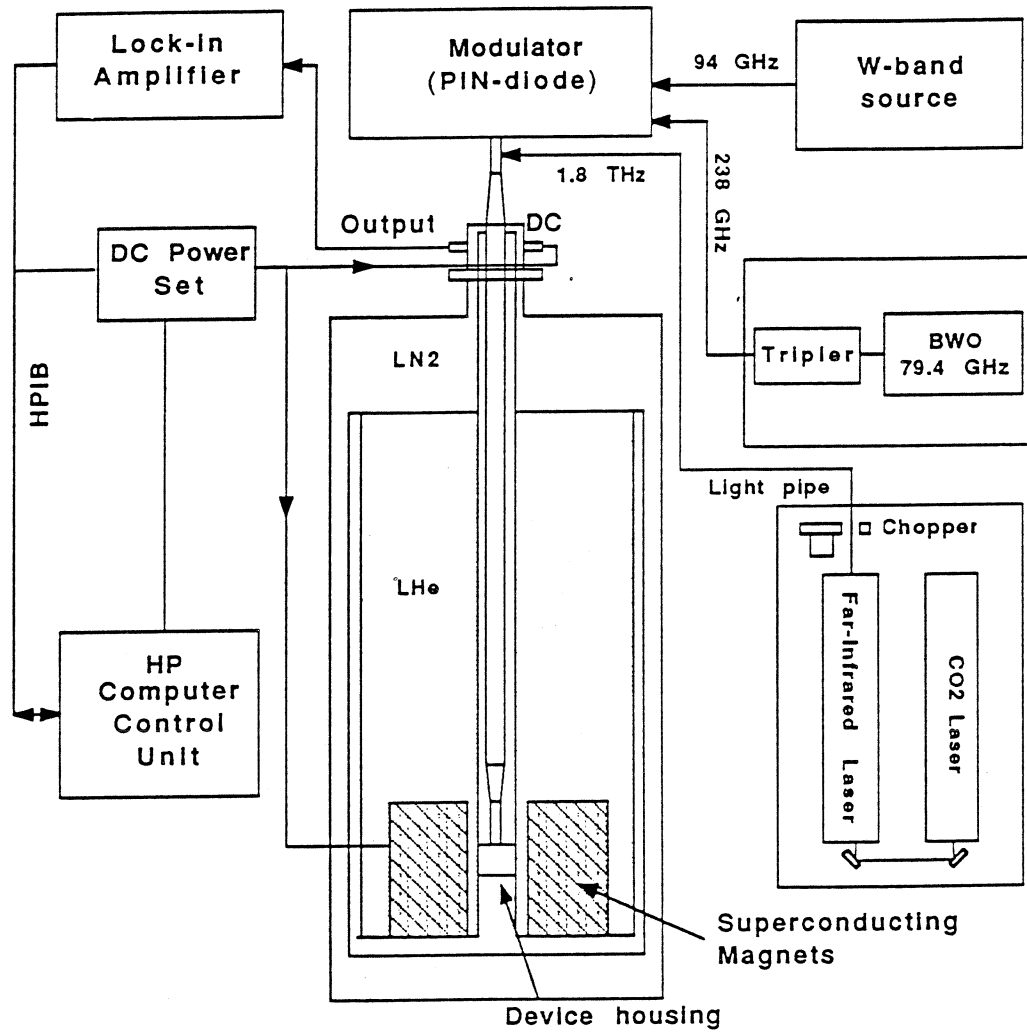 Lock-in
Amplifier
Modulator
(PIN-diode)
94 GHz
W-band
source
1.8 THz
238 GHz
Output
DC
DC Power
Set
LN2
Tripler
BWO
79.4 GHz
HPIB
Light pipe
Chopper
LHe
Far-Infrared Laser
CO2 Laser
HP
Computer
Control
Unit
Superconducting
Magnets
Device housing